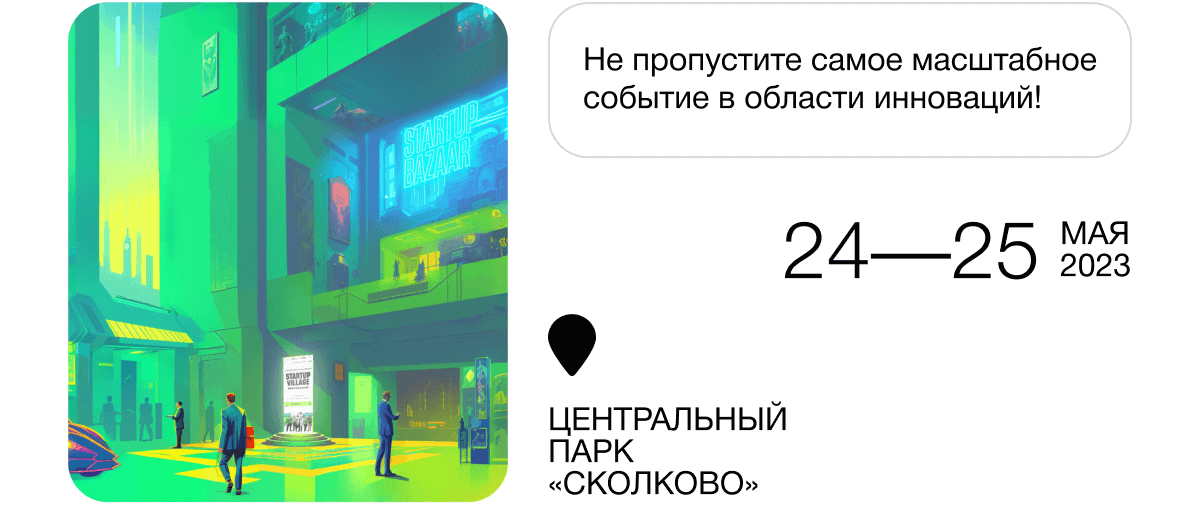 STARTUP
BAZAAR
STARTUP
VILLAGE
Не пропустите самое масштабное
событие в области инноваций!
24—25
МАЯ
2023
ЦЕНТРАЛЬНЫЙ
ПАРК
«СКОЛКОВО»